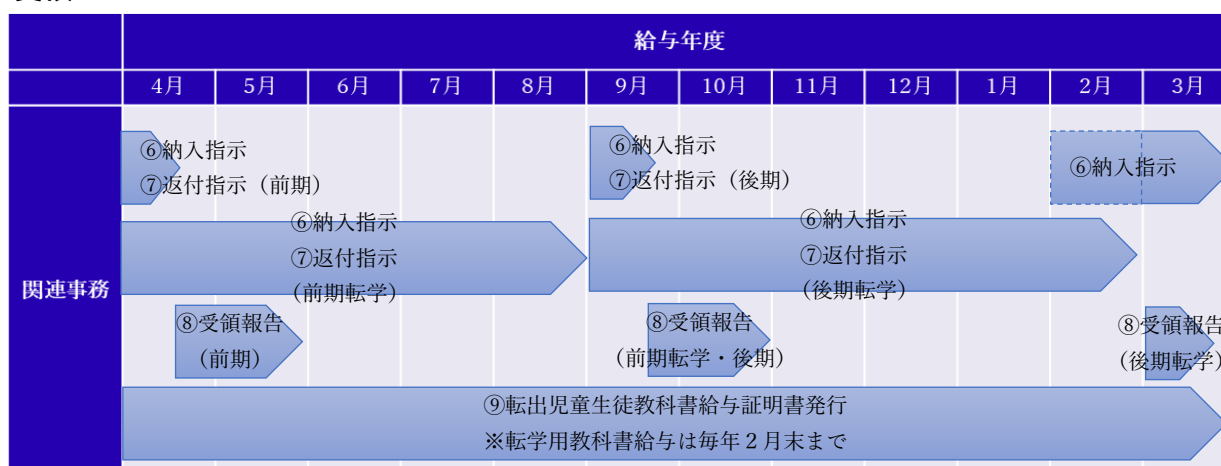 給与年度
4月 5月 6月 7月 8月 9月 10月 11月 12月 1月 2月 3月
関連事務
⑥納入指示
⑦返付指示（前期）
⑥納入指示
⑦返付指示（後期）
⑥納入指示
⑥納入指示
⑦返付指示
(前期転学)
⑥納入指示
⑦返付指示
(後期転学)
⑧受領報告
(前期)
⑧受領報告
(前期転学・後期)
⑧受領報告
(後期転学)
⑨転出児童生徒教科書給与証明書発行
※転学用教科書給与は毎年２月末まで